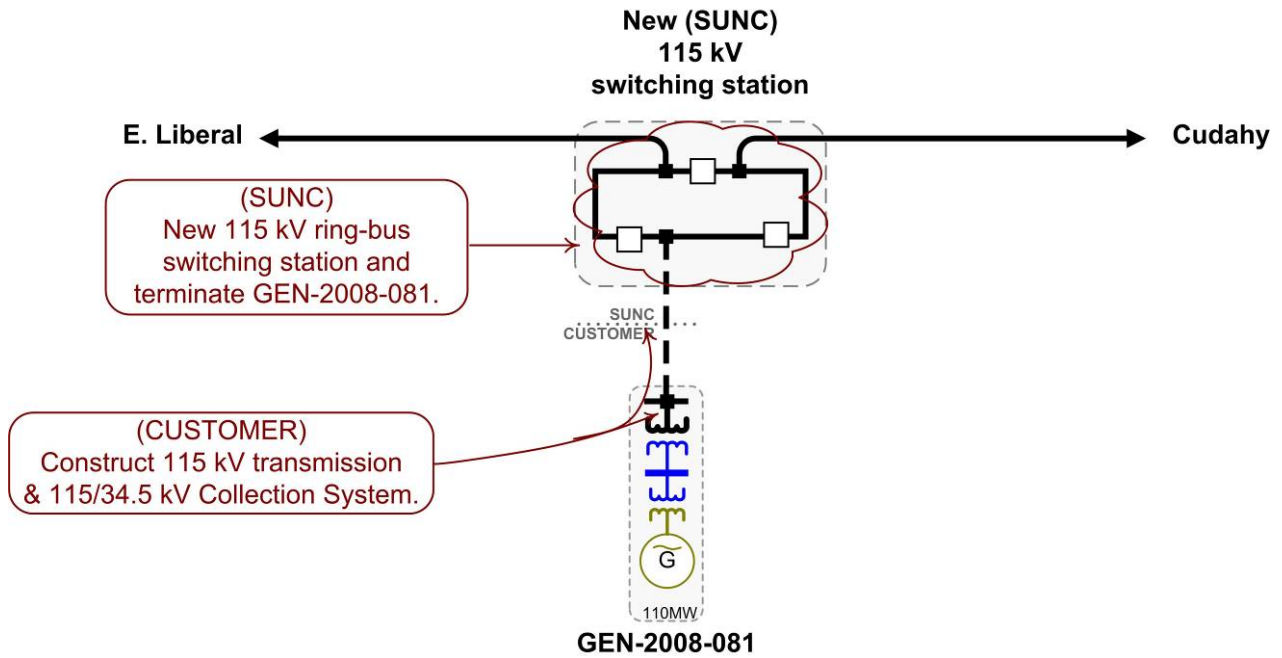 New (SUNC)
115 kV
switching station
E. Liberal
Cudahy
(SUNC)
New 115 kV ring-bus
switching station and
terminate GEN-2008-081.
SUNC
CUSTOMER
(CUSTOMER)
Construct 115 kV transmission
& 115/34.5 kV Collection System.
G
110MW
GEN-2008-081